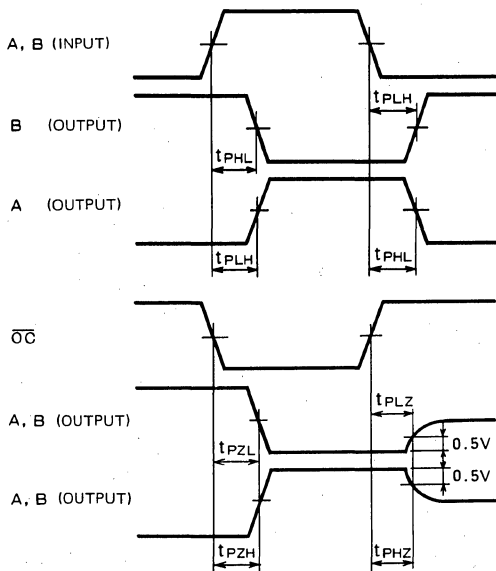 A, B (INPUT)
tPLH
B (OUTPUT)
tPHL
A (OUTPUT)
tPLH
tPHL
OC
tPLZ
A, B (OUTPUT)
0.5V
tPZL
0.5V
A, B (OUTPUT)
tPZH
tPHZ